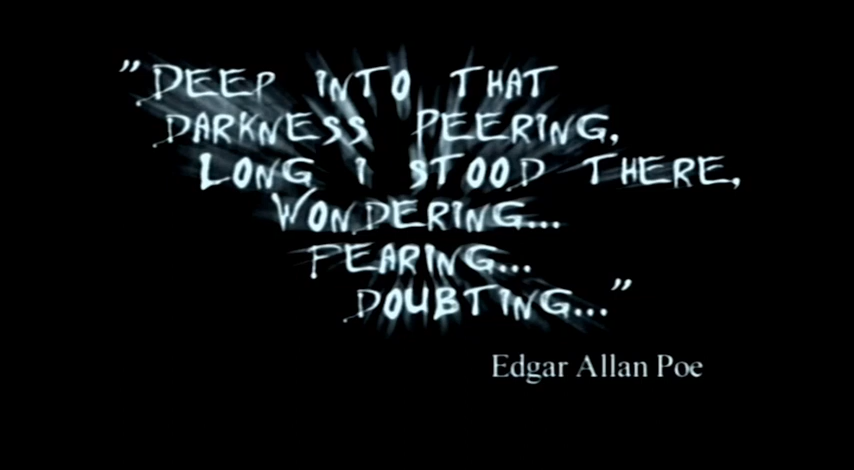 "DEEP INTO THAT
DARKNESS PEERING,
LONG I STOOD THERE,
WONDERING...
FEARING...
DOUBTING..."
Edgar Allan Poe